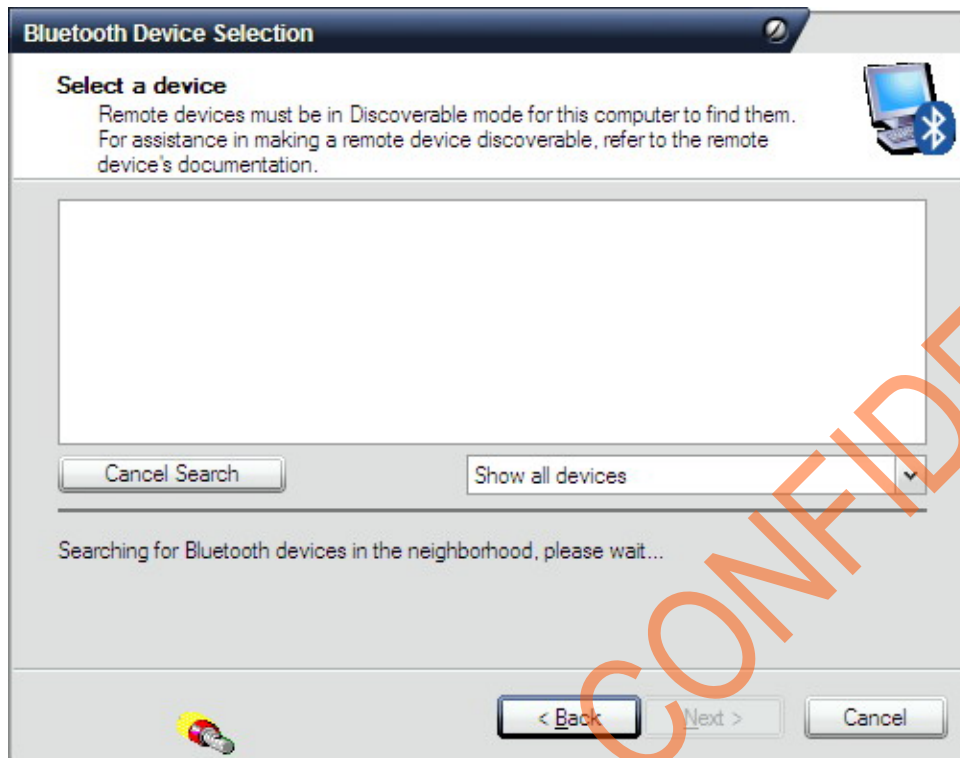 Bluetooth Device Selection
Select a device
Remote devices must be in Discoverable mode for this computer to find them.
For assistance in making a remote device discoverable, refer to the remote
device's documentation.
Cancel Search
Show all devices
Searching for Bluetooth devices in the neighborhood, please wait...
< Back
Next >
Cancel
CONFID